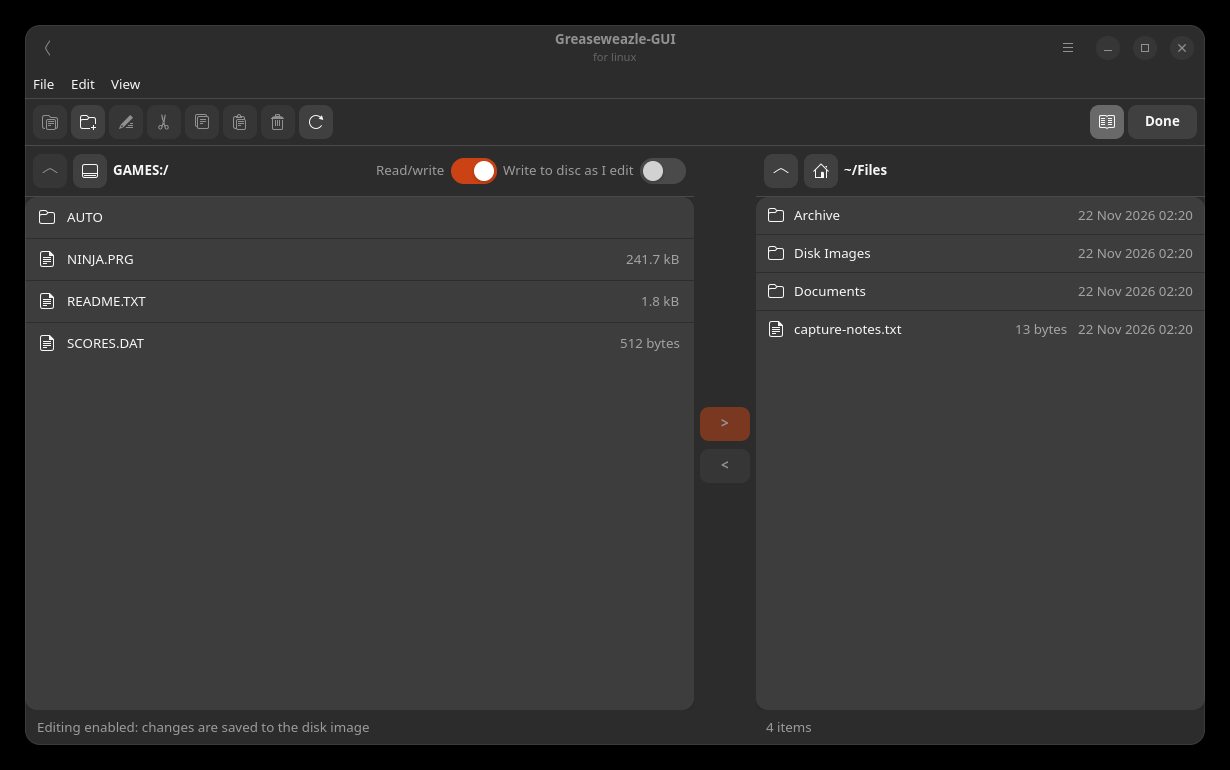 Greaseweazle-GUI
for linux
File Edit View
Done
GAMES:/ Read/write Write to disc as I edit ~/Files
AUTO
NINJA.PRG 241.7 kB
README.TXT 1.8 kB
SCORES.DAT 512 bytes
Archive 22 Nov 2026 02:20
Disk Images 22 Nov 2026 02:20
Documents 22 Nov 2026 02:20
capture-notes.txt 13 bytes 22 Nov 2026 02:20
>
<
Editing enabled: changes are saved to the disk image
4 items